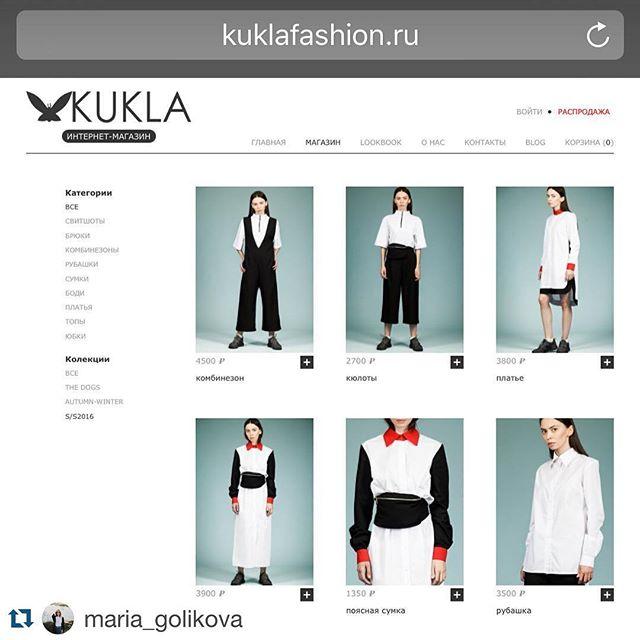 kuklafashion.ru
KUKLA
ИНТЕРНЕТ-МАГАЗИН
ВОЙТИ • РАСПРОДАЖА
ГЛАВНАЯ МАГАЗИН LOOKBOOK О НАС КОНТАКТЫ BLOG КОРЗИНА (0)
Категории
ВСЕ
СВИТШОТЫ
БРЮКИ
КОМБИНЕЗОНЫ
РУБАШКИ
СУМКИ
БОДИ
ПЛАТЬЯ
ТОПЫ
ЮБКИ
Колекции
ВСЕ
THE DOGS
AUTUMN-WINTER
S/S2016
4500 ₽
комбинезон
2700 ₽
кюлоты
3800 ₽
платье
3900 ₽
1350 ₽
поясная сумка
3500 ₽
рубашка
maria_golikova